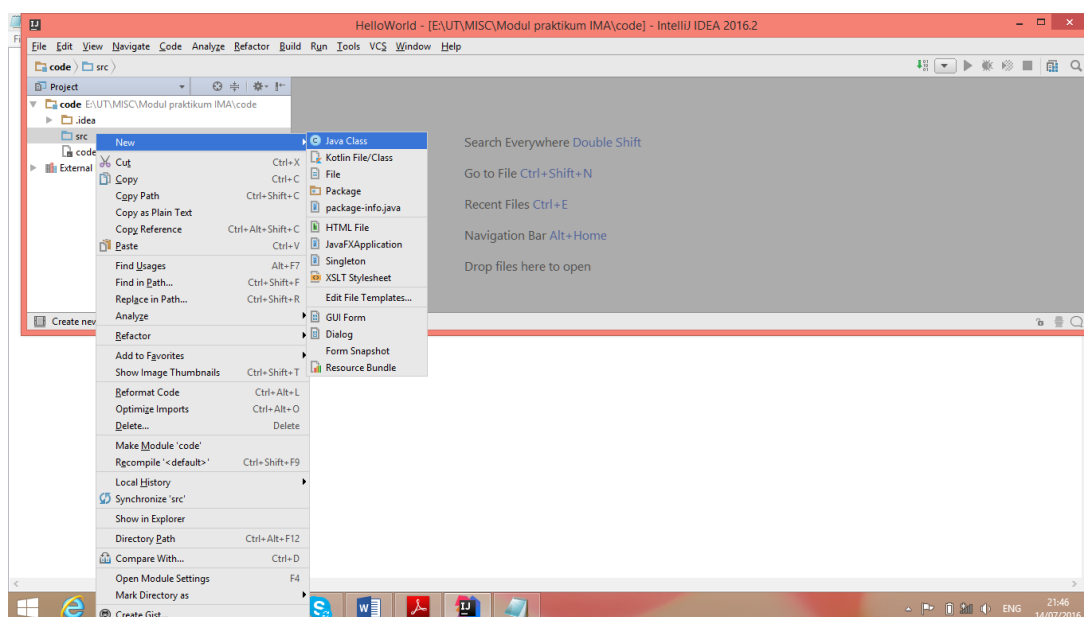 HelloWorld - [E:\UT\MISC\Modul praktikum IMA\code] - IntelliJ IDEA 2016.2
File Edit View Navigate Code Analyze Refactor Build Run Tools VCS Window Help
code src
Project
code E:\UT\MISC\Modul praktikum IMA\code
.idea
src
code
External
New
Cut Ctrl+X
Copy Ctrl+C
Copy Path Ctrl+Shift+C
Copy as Plain Text
Copy Reference Ctrl+Alt+Shift+C
Paste Ctrl+V
Find Usages Alt+F7
Find in Path... Ctrl+Shift+F
Replace in Path... Ctrl+Shift+R
Analyze
Refactor
Add to Favorites
Show Image Thumbnails Ctrl+Shift+T
Reformat Code Ctrl+Alt+L
Optimize Imports Ctrl+Alt+O
Delete... Delete
Make Module 'code'
Recompile '<default>' Ctrl+Shift+F9
Local History
Synchronize 'src'
Show in Explorer
Directory Path Ctrl+Alt+F12
Compare With... Ctrl+D
Open Module Settings F4
Mark Directory as
Create Gist...
Java Class
Kotlin File/Class
File
Package
package-info.java
HTML File
JavaFXApplication
Singleton
XSLT Stylesheet
Edit File Templates...
GUI Form
Dialog
Form Snapshot
Resource Bundle
Search Everywhere Double Shift
Go to File Ctrl+Shift+N
Recent Files Ctrl+E
Navigation Bar Alt+Home
Drop files here to open
Create new
ENG
21:46
14/07/2016